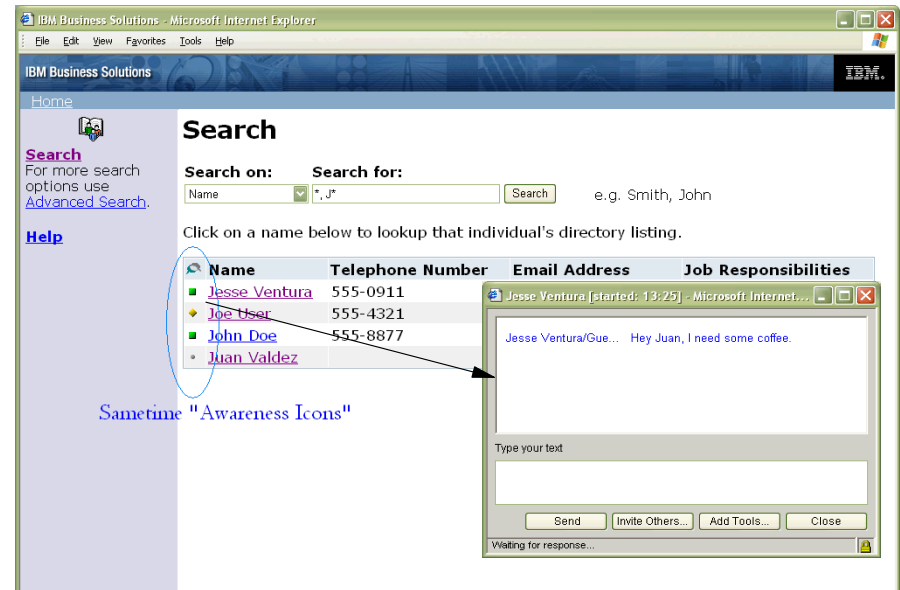 IBM Business Solutions - Microsoft Internet Explorer
File Edit View Favorites Tools Help
IBM Business Solutions
IBM.
Home
Search
For more search
options use
Advanced Search.
Help
Search
Search on: Search for:
Name *, J* Search e.g. Smith, John
Click on a name below to lookup that individual's directory listing.
Name Telephone Number Email Address Job Responsibilities
Jesse Ventura 555-0911
Joe User 555-4321
John Doe 555-8877
Juan Valdez
Sametime "Awareness Icons"
Jesse Ventura [started: 13:25] - Microsoft Internet...
Jesse Ventura/Gue... Hey Juan, I need some coffee.
Type your text
Send Invite Others... Add Tools... Close
Waiting for response...